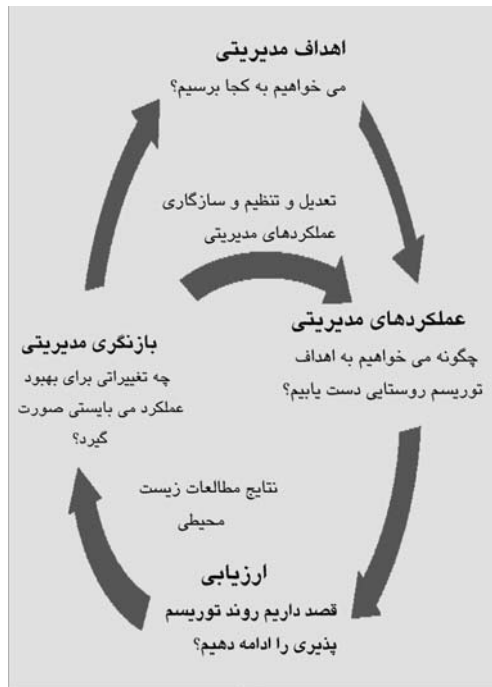 اهداف مدیریتی
می خواهیم به کجا برسیم؟
تعدیل و تنظیم و سازگاری
عملکردهای مدیریتی
عملکردهای مدیریتی
چگونه می خواهیم به اهداف
توریسم روستایی دست یابیم؟
بازنگری مدیریتی
چه تغییراتی برای بهبود
عملکرد می بایستی صورت
گیرد؟
نتایج مطالعات زیست
محیطی
ارزیابی
قصد داریم روند توریسم
پذیری را ادامه دهیم؟